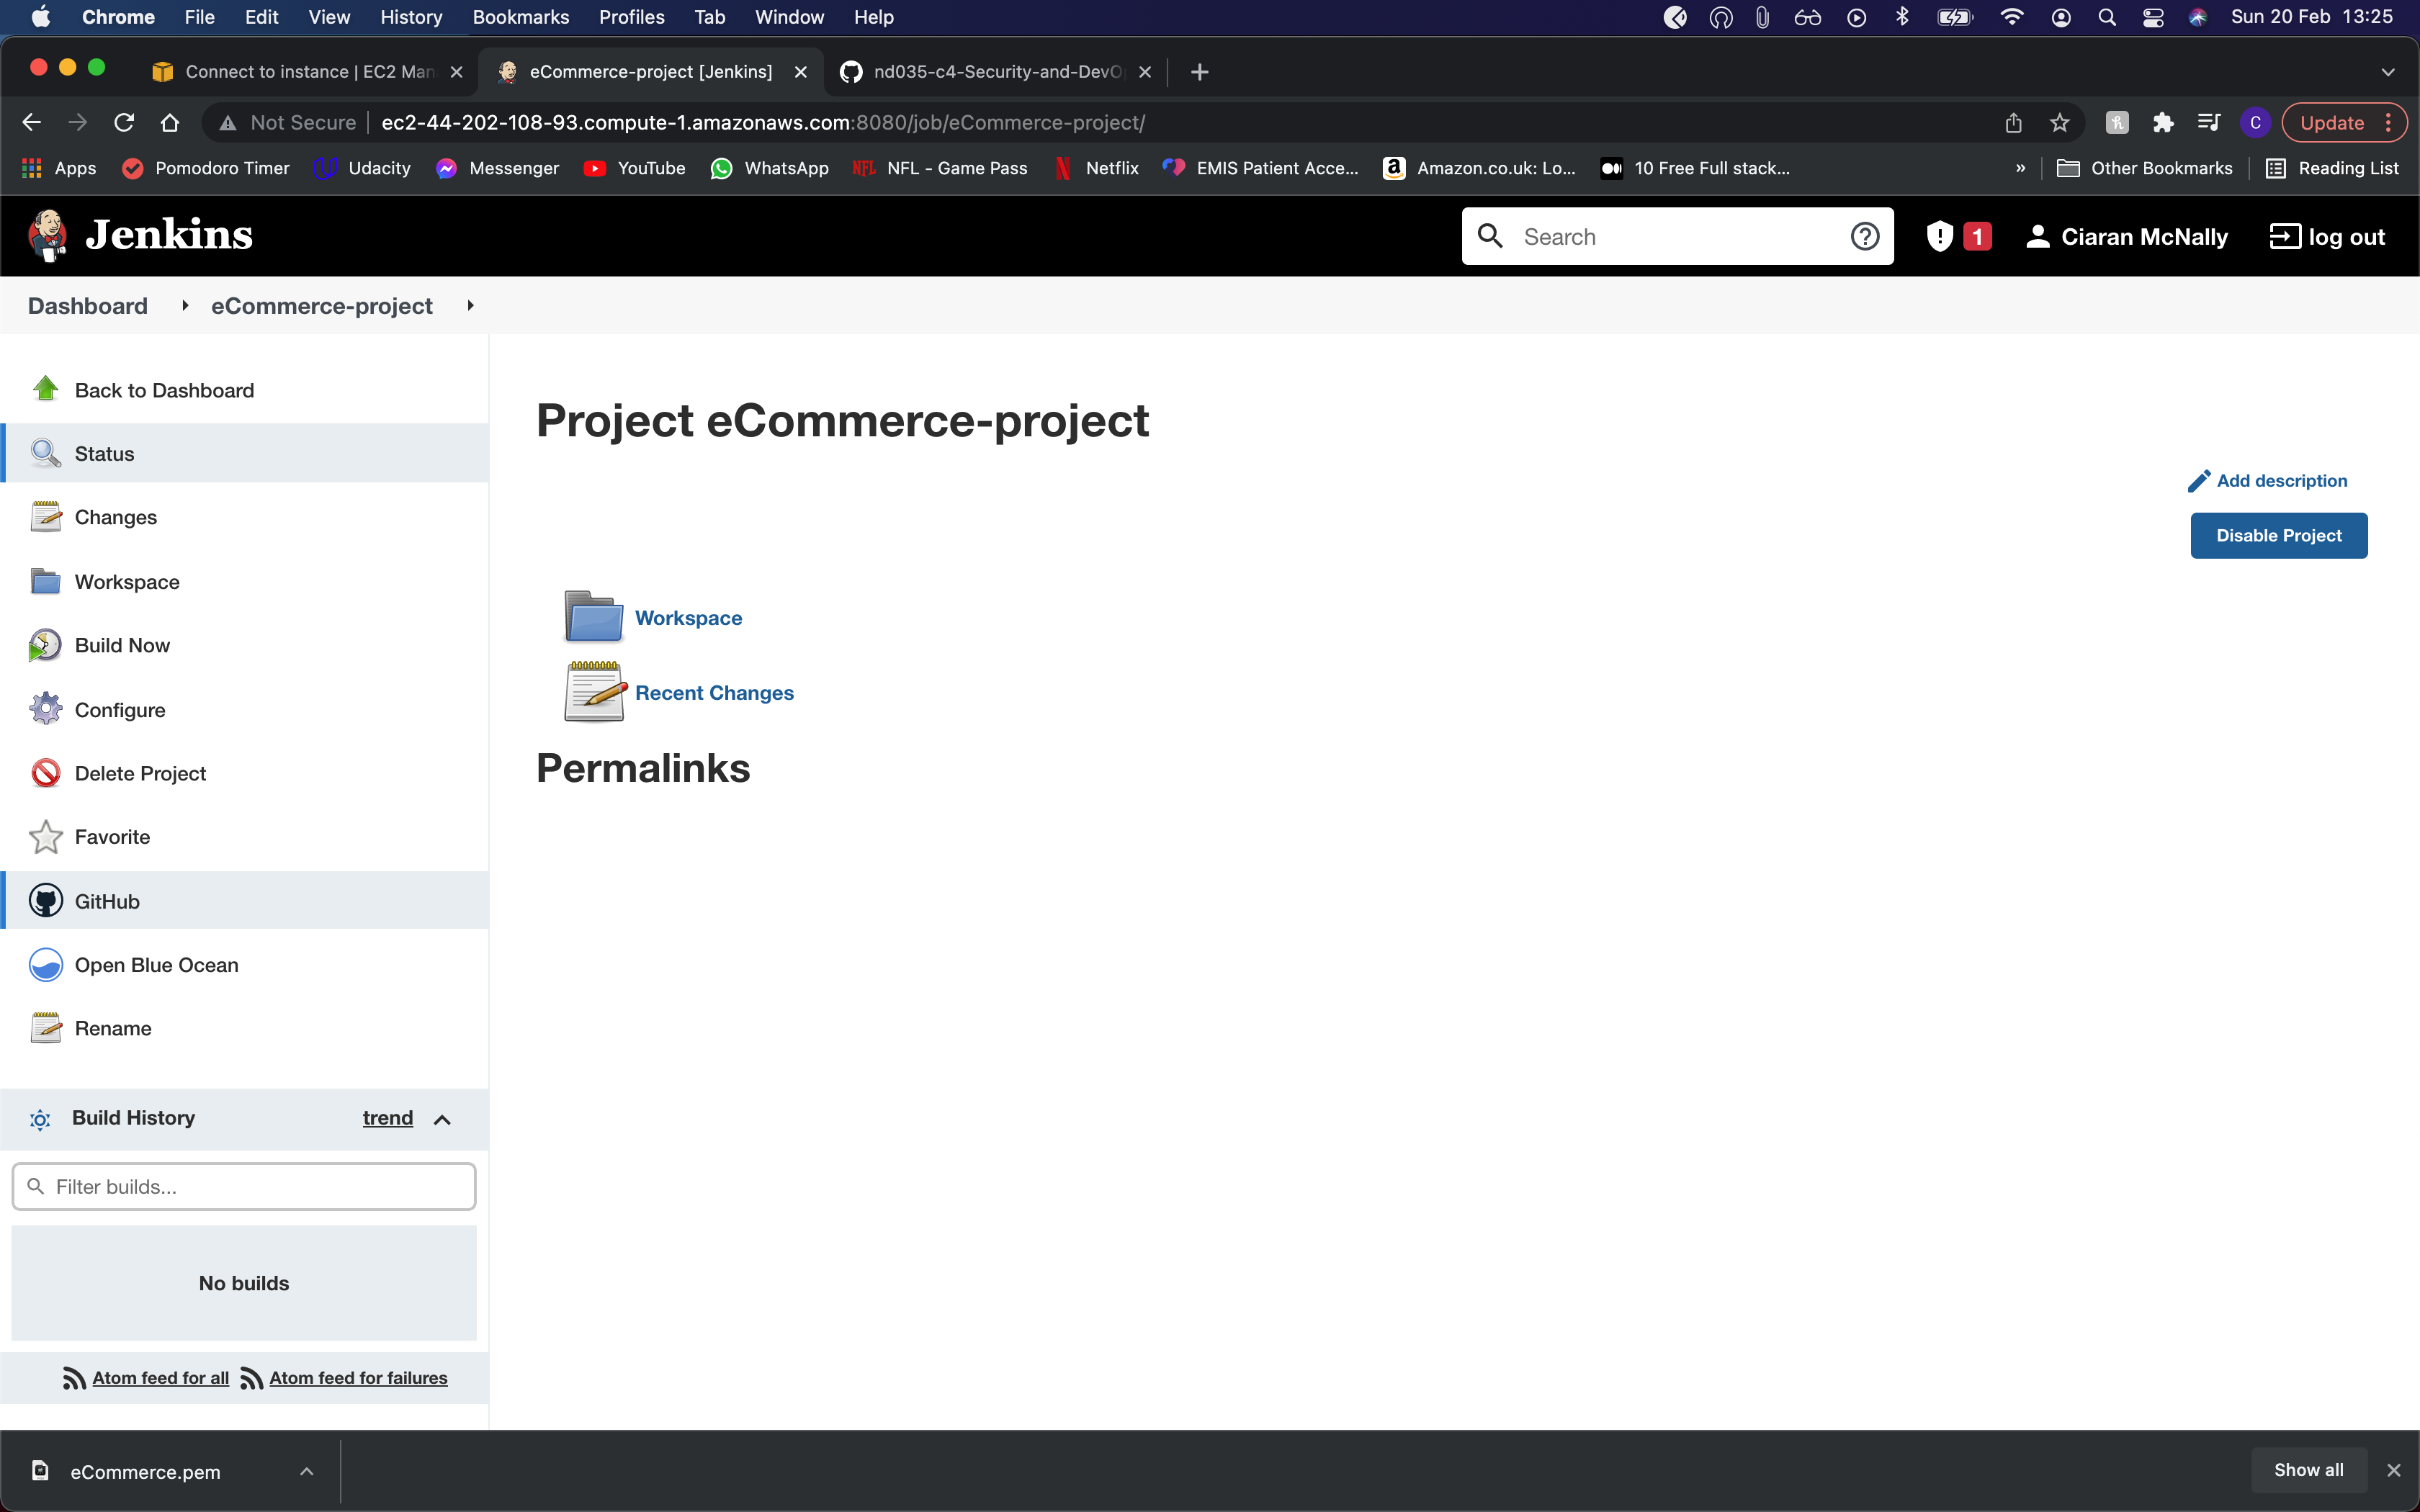 Chrome File Edit View History Bookmarks Profiles Tab Window Help Sun 20 Feb 13:25
Connect to instance | EC2 Man eCommerce-project [Jenkins] nd035-c4-Security-and-DevO
Not Secure ec2-44-202-108-93.compute-1.amazonaws.com:8080/job/eCommerce-project/ C Update
Apps Pomodoro Timer Udacity Messenger YouTube WhatsApp NFL NFL - Game Pass Netflix EMIS Patient Acce... Amazon.co.uk: Lo... 10 Free Full stack... » Other Bookmarks Reading List
Jenkins Search 1 Ciaran McNally log out
Dashboard eCommerce-project
Back to Dashboard
Status
Changes
Workspace
Build Now
Configure
Delete Project
Favorite
GitHub
Open Blue Ocean
Rename
Build History trend
Filter builds...
No builds
Atom feed for all Atom feed for failures
Project eCommerce-project
Add description
Disable Project
Workspace
Recent Changes
Permalinks
eCommerce.pem Show all